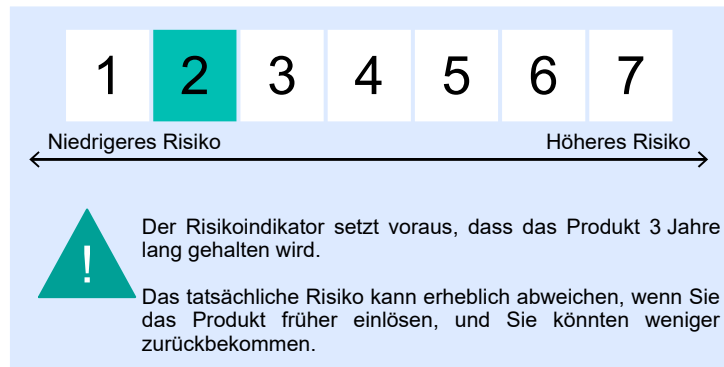 1 2 3 4 5 6 7
Niedrigeres Risiko Höheres Risiko
!
Der Risikoindikator setzt voraus, dass das Produkt 3 Jahre
lang gehalten wird.
Das tatsächliche Risiko kann erheblich abweichen, wenn Sie
das Produkt früher einlösen, und Sie könnten weniger
zurückbekommen.